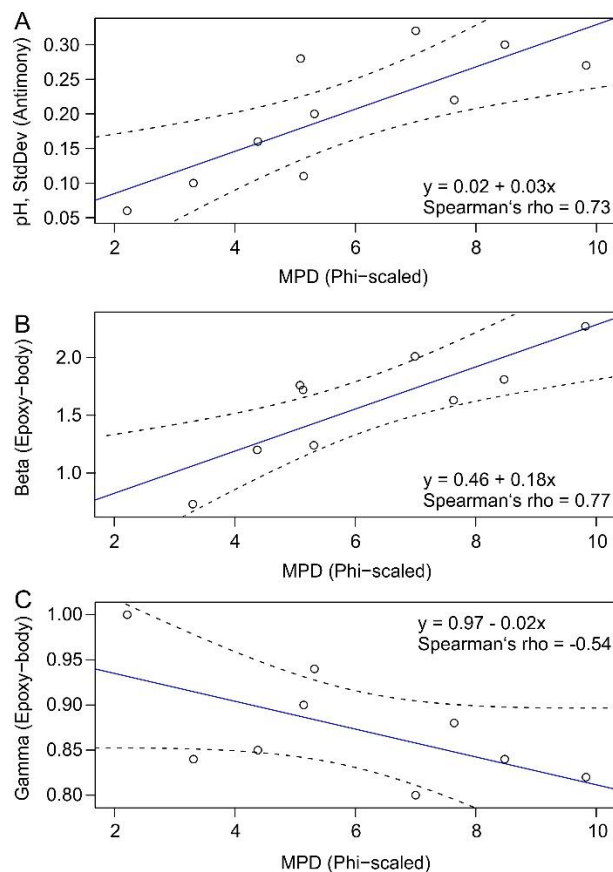 A
pH, StdDev (Antimony)
0.30
0.25
0.20
0.15
0.10
0.05
y = 0.02 + 0.03x
Spearman‘s rho = 0.73
2 4 6 8 10
MPD (Phi−scaled)
B
Beta (Epoxy−body)
2.0
1.5
1.0
y = 0.46 + 0.18x
Spearman‘s rho = 0.77
2 4 6 8 10
MPD (Phi−scaled)
C
Gamma (Epoxy−body)
1.00
0.95
0.90
0.85
0.80
y = 0.97 - 0.02x
Spearman‘s rho = -0.54
2 4 6 8 10
MPD (Phi−scaled)